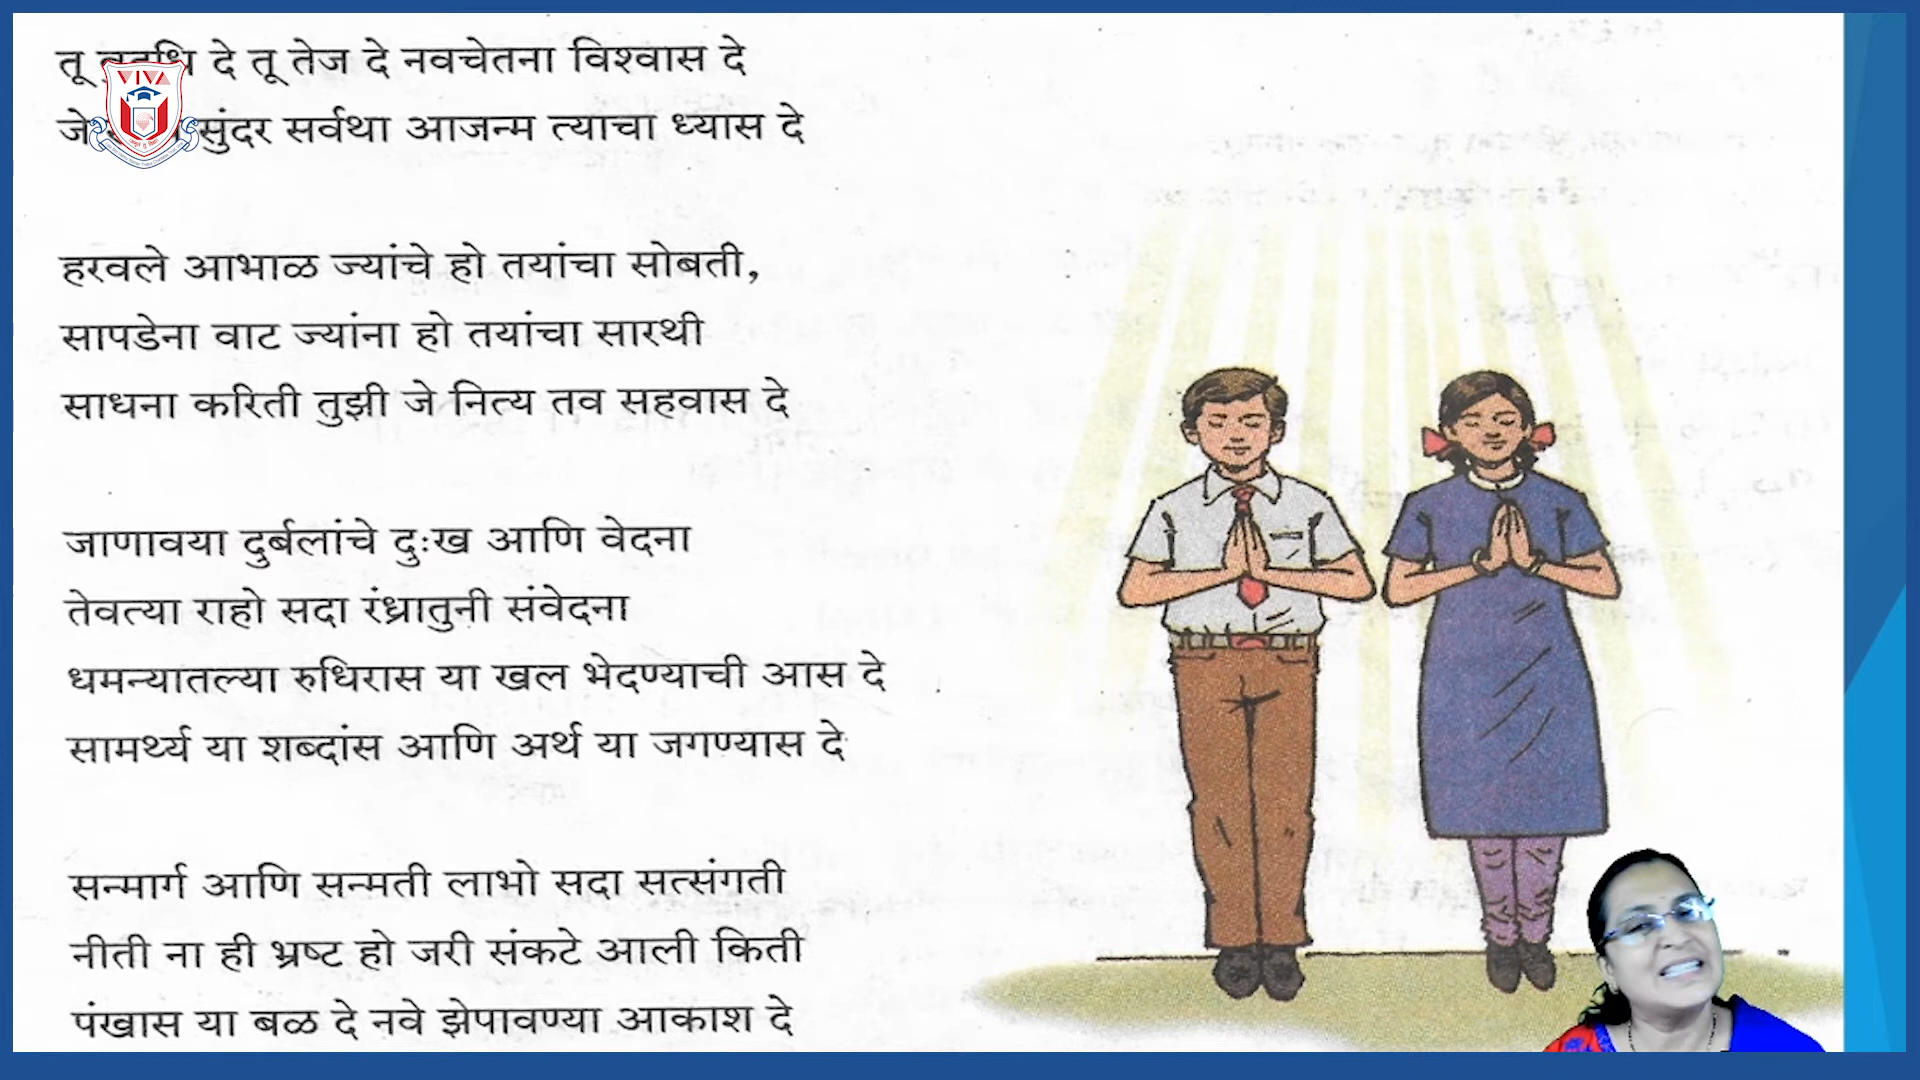 तू दे तू तेज दे नवचेतना विश्वास दे
VIVA
जे सुंदर सर्वथा आजन्म त्याचा ध्यास दे
हरवले आभाळ ज्यांचे हो तयांचा सोबती,
सापडेना वाट ज्यांना हो तयांचा सारथी
साधना करिती तुझी जे नित्य तव सहवास दे
जाणावया दुर्बलांचे दुःख आणि वेदना
तेवत्या राहो सदा रंध्रातुनी संवेदना
धमन्यातल्या रुधिरास या खल भेदण्याची आस दे
सामर्थ्य या शब्दांस आणि अर्थ या जगण्यास दे
सन्मार्ग आणि सन्मती लाभो सदा सत्संगती
नीती ना ही भ्रष्ट हो जरी संकटे आली किती
पंखास या बळ दे नवे झेपावण्या आकाश दे